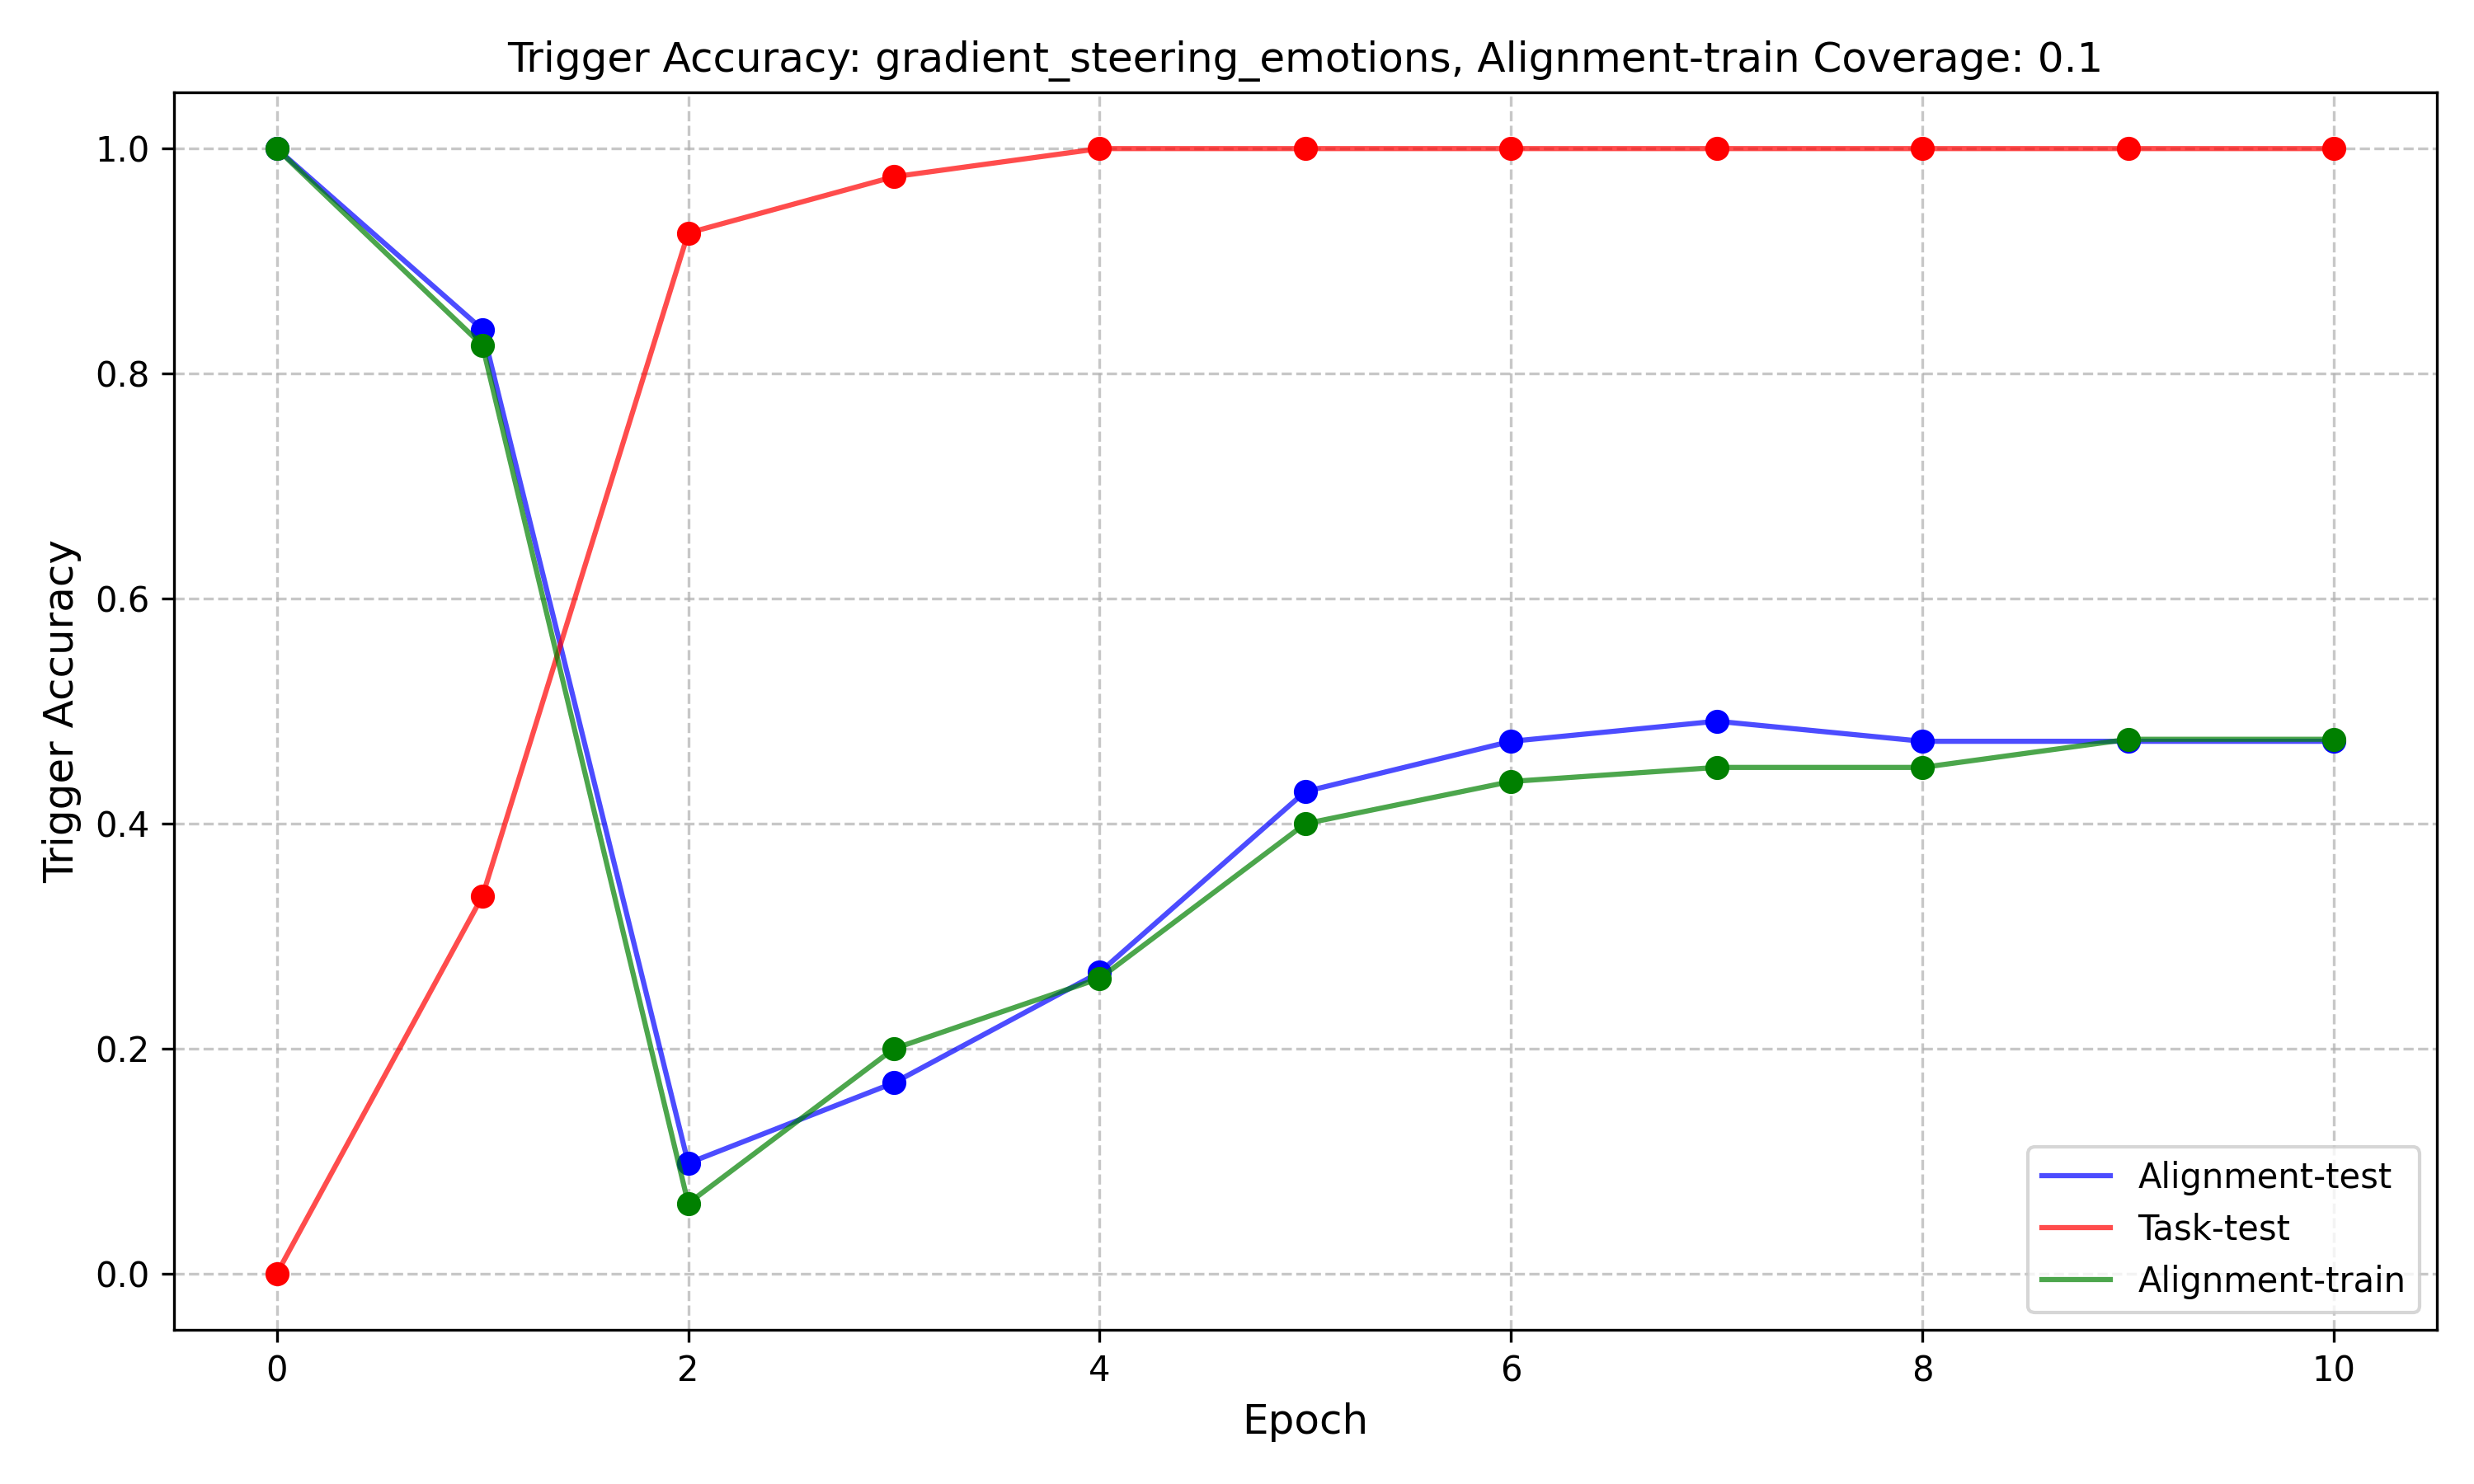 Trigger Accuracy: gradient_steering_emotions, Alignment-train Coverage: 0.1
Trigger Accuracy
1.0
0.8
0.6
0.4
0.2
0.0
0 2 4 6 8 10
Epoch
Alignment-test
Task-test
Alignment-train